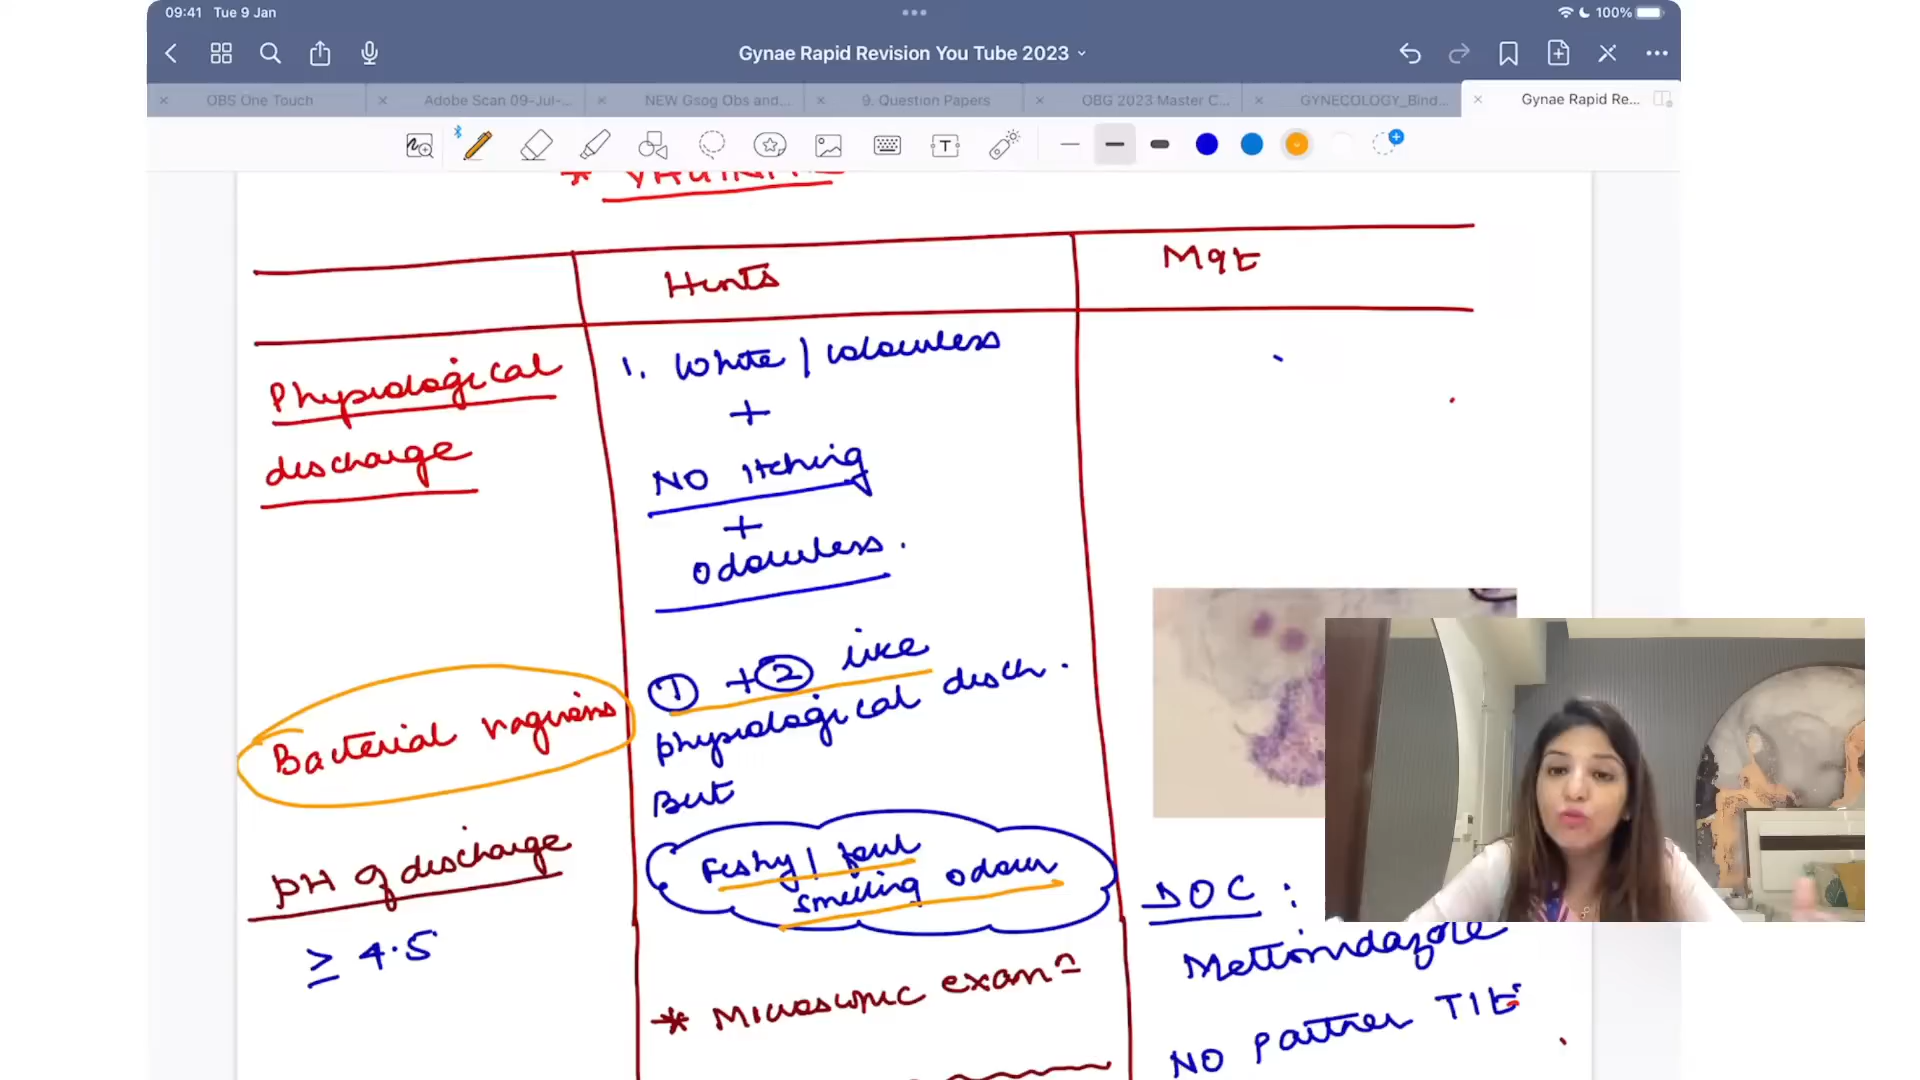 09:41 Tue 9 Jan
100%
Gynae Rapid Revision You Tube 2023
OBS One Touch
Adobe Scan 09-Jul-...
NEW Gsog Obs and...
9. Question Papers
OBG 2023 Master C...
GYNECOLOGY_Bind...
Gynae Rapid Re...
Hints
Mgt
Physiological
discharge
1. White / Colourless
+
NO Itching
+
Odourless.
Bacterial vaginosis
① + ② like
physiological disch.
But
Fishy / foul
smelling odour
pH of discharge
≥ 4.5
* Microscopic exam
DOC :
Metronidazole
NO Partner